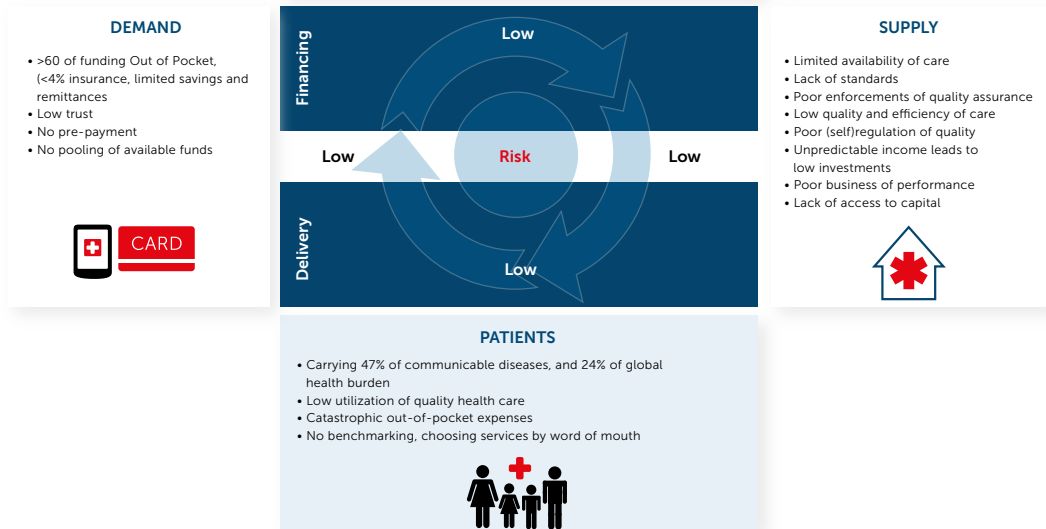 DEMAND
• >60 of funding Out of Pocket,
(<4% insurance, limited savings and
remittances
• Low trust
• No pre-payment
• No pooling of available funds
CARD
Financing
Low
Low
Risk
Low
Delivery
Low
SUPPLY
• Limited availability of care
• Lack of standards
• Poor enforcements of quality assurance
• Low quality and efficiency of care
• Poor (self)regulation of quality
• Unpredictable income leads to
low investments
• Poor business of performance
• Lack of access to capital
PATIENTS
• Carrying 47% of communicable diseases, and 24% of global
health burden
• Low utilization of quality health care
• Catastrophic out-of-pocket expenses
• No benchmarking, choosing services by word of mouth